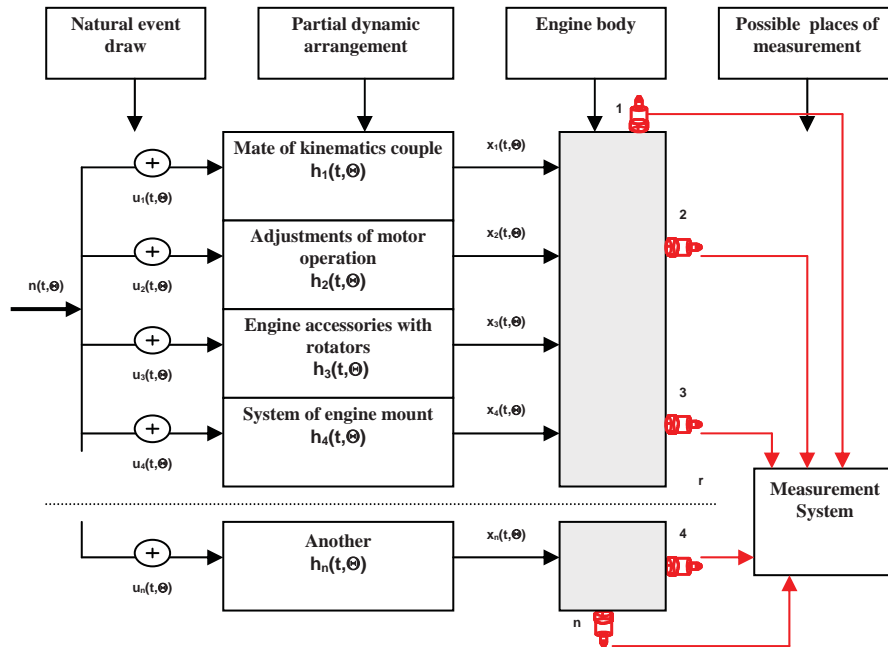 Natural event
draw
Partial dynamic
arrangement
Engine body
Possible places of
measurement
1
Mate of kinematics couple
h1(t,Θ)
x1(t,Θ)
u1(t,Θ)
2
Adjustments of motor
operation
h2(t,Θ)
x2(t,Θ)
u2(t,Θ)
n(t,Θ)
Engine accessories with
rotators
h3(t,Θ)
x3(t,Θ)
u3(t,Θ)
3
System of engine mount
h4(t,Θ)
x4(t,Θ)
u4(t,Θ)
r
Measurement
System
Another
hn(t,Θ)
xn(t,Θ)
un(t,Θ)
4
n